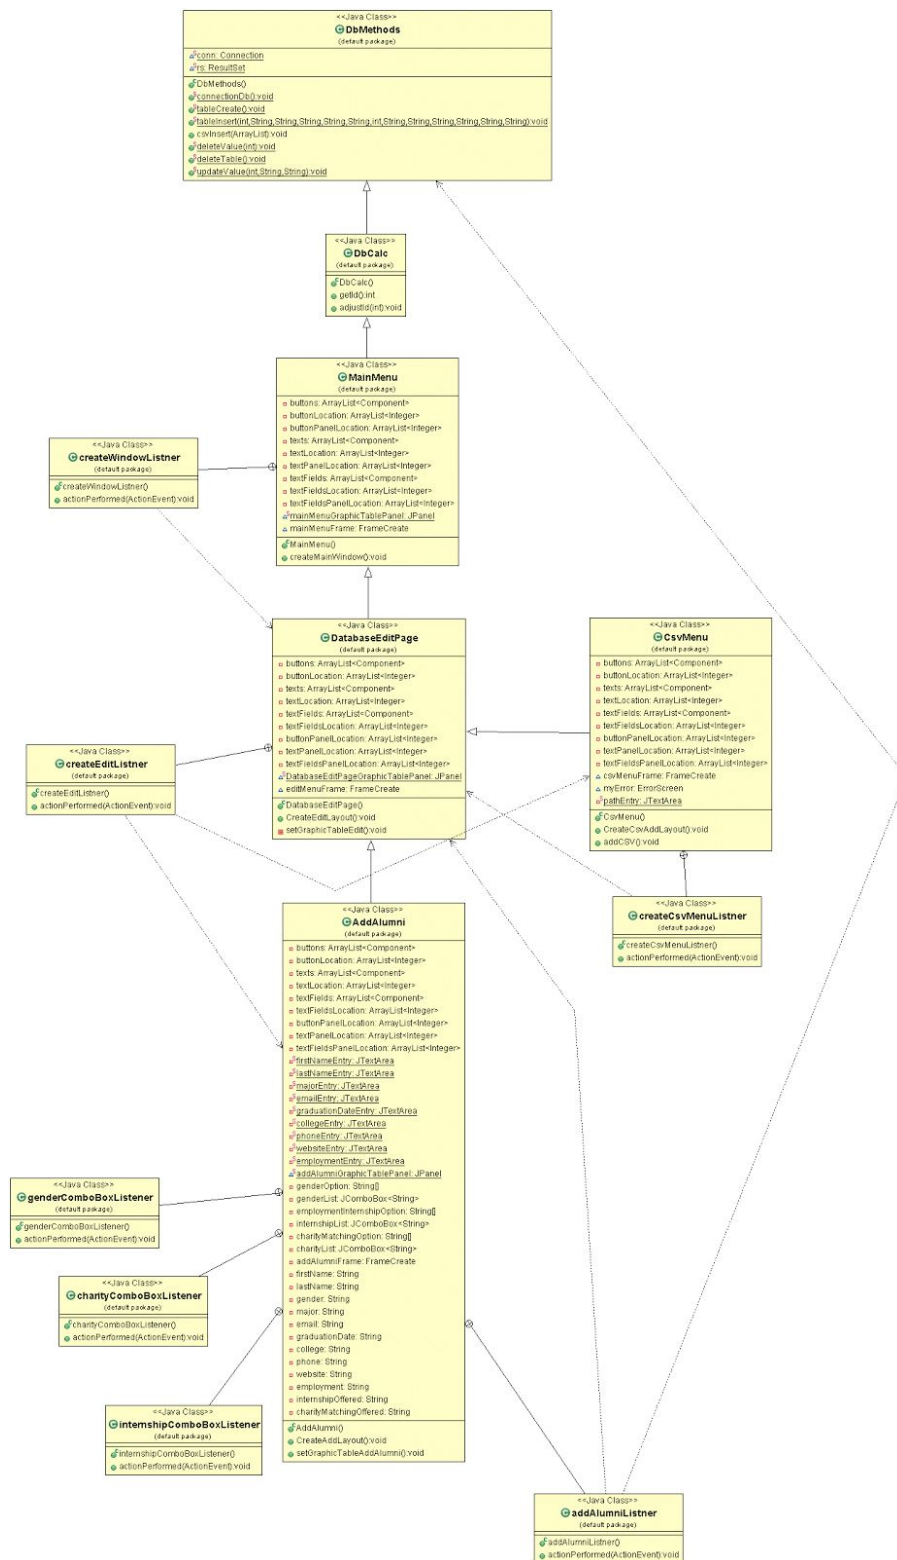 <<Java Class>>
DbMethods
(default package)
conn: Connection
rs: ResultSet
DbMethods()
connectionDb():void
tableCreate():void
tableInsert(int,String,String,String,String,String,int,String,String,String,String,String,String):void
csvInsert(ArrayList):void
deleteValue(int):void
deleteTable():void
updateValue(int,String,String):void
<<Java Class>>
DbCalc
(default package)
DbCalc()
getId():int
adjustId(int):void
<<Java Class>>
MainMenu
(default package)
buttons: ArrayList<Component>
buttonLocation: ArrayList<Integer>
buttonPanelLocation: ArrayList<Integer>
texts: ArrayList<Component>
textLocation: ArrayList<Integer>
textPanelLocation: ArrayList<Integer>
textFields: ArrayList<Component>
textFieldsLocation: ArrayList<Integer>
textFieldsPanelLocation: ArrayList<Integer>
mainMenuGraphicTablePanel: JPanel
mainMenuFrame: FrameCreate
MainMenu()
createMainWindow():void
<<Java Class>>
createWindowListner
(default package)
createWindowListner()
actionPerformed(ActionEvent):void
<<Java Class>>
DatabaseEditPage
(default package)
buttons: ArrayList<Component>
buttonLocation: ArrayList<Integer>
texts: ArrayList<Component>
textLocation: ArrayList<Integer>
textFields: ArrayList<Component>
textFieldsLocation: ArrayList<Integer>
buttonPanelLocation: ArrayList<Integer>
textPanelLocation: ArrayList<Integer>
textFieldsPanelLocation: ArrayList<Integer>
DatabaseEditPageGraphicTablePanel: JPanel
editMenuFrame: FrameCreate
DatabaseEditPage()
CreateEditLayout():void
setGraphicTableEdit():void
<<Java Class>>
CsvMenu
(default package)
buttons: ArrayList<Component>
buttonLocation: ArrayList<Integer>
texts: ArrayList<Component>
textLocation: ArrayList<Integer>
textFields: ArrayList<Component>
textFieldsLocation: ArrayList<Integer>
buttonPanelLocation: ArrayList<Integer>
textPanelLocation: ArrayList<Integer>
textFieldsPanelLocation: ArrayList<Integer>
csvMenuFrame: FrameCreate
myError: ErrorScreen
pathEntry: JTextArea
CsvMenu()
CreateCsvAddLayout():void
addCSV():void
<<Java Class>>
createEditListner
(default package)
createEditListner()
actionPerformed(ActionEvent):void
<<Java Class>>
createCsvMenuListner
(default package)
createCsvMenuListner()
actionPerformed(ActionEvent):void
<<Java Class>>
AddAlumni
(default package)
buttons: ArrayList<Component>
buttonLocation: ArrayList<Integer>
texts: ArrayList<Component>
textLocation: ArrayList<Integer>
textFields: ArrayList<Component>
textFieldsLocation: ArrayList<Integer>
buttonPanelLocation: ArrayList<Integer>
textPanelLocation: ArrayList<Integer>
textFieldsPanelLocation: ArrayList<Integer>
firstNameEntry: JTextArea
lastNameEntry: JTextArea
majorEntry: JTextArea
emailEntry: JTextArea
graduationDateEntry: JTextArea
collegeEntry: JTextArea
phoneEntry: JTextArea
websiteEntry: JTextArea
employmentEntry: JTextArea
addAlumniGraphicTablePanel: JPanel
genderOption: String[]
genderList: JComboBox<String>
employmentInternshipOption: String[]
internshipList: JComboBox<String>
charityMatchingOption: String[]
charityList: JComboBox<String>
addAlumniFrame: FrameCreate
firstName: String
lastName: String
gender: String
major: String
email: String
graduationDate: String
college: String
phone: String
website: String
employment: String
internshipOffered: String
charityMatchingOffered: String
AddAlumni()
CreateAddLayout():void
setGraphicTableAddAlumni():void
<<Java Class>>
genderComboBoxListener
(default package)
genderComboBoxListener()
actionPerformed(ActionEvent):void
<<Java Class>>
charityComboBoxListener
(default package)
charityComboBoxListener()
actionPerformed(ActionEvent):void
<<Java Class>>
internshipComboBoxListener
(default package)
internshipComboBoxListener()
actionPerformed(ActionEvent):void
<<Java Class>>
addAlumniListner
(default package)
addAlumniListner()
actionPerformed(ActionEvent):void